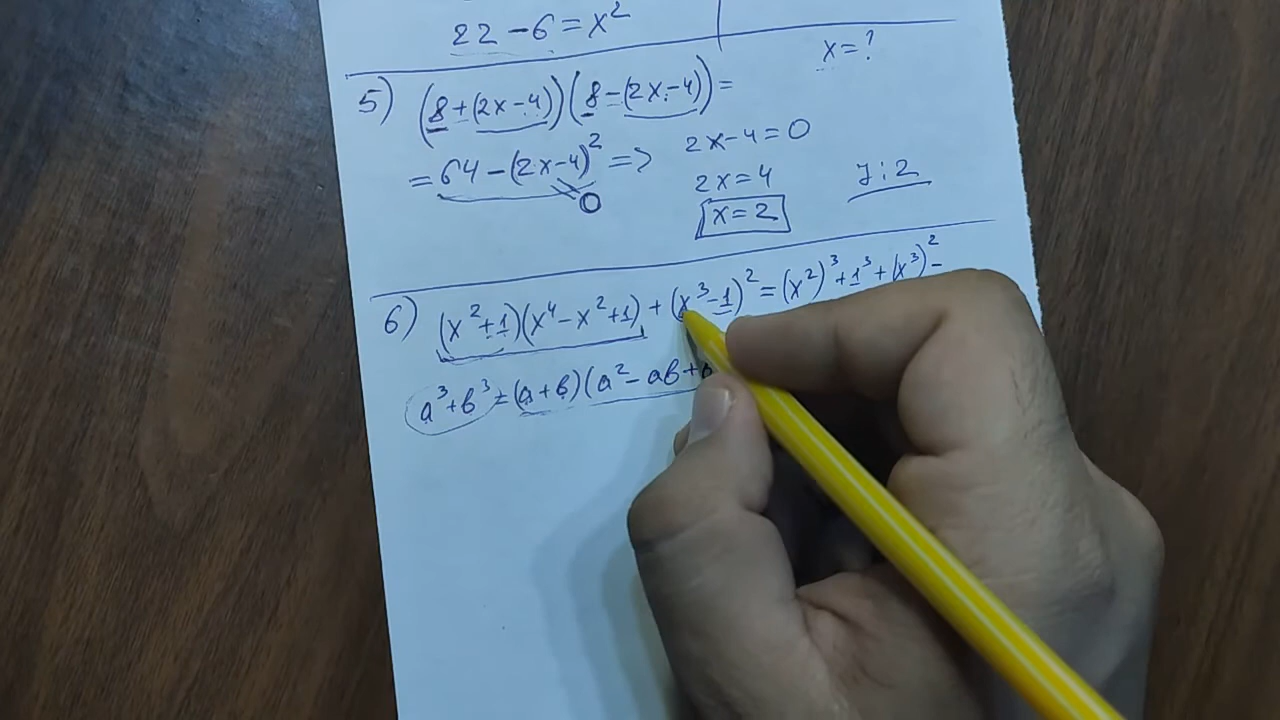 22 - 6 = x²
x = ?
5) (8 + (2x - 4)) (8 - (2x - 4)) =
= 64 - (2x - 4)² =>
0
2x - 4 = 0
2x = 4
x = 2
J: 2
6) (x² + 1)(x⁴ - x² + 1) + (x³ - 1)² = (x²)³ + 1³ + (x³)² -
a³ + b³ = (a + b)(a² - ab +